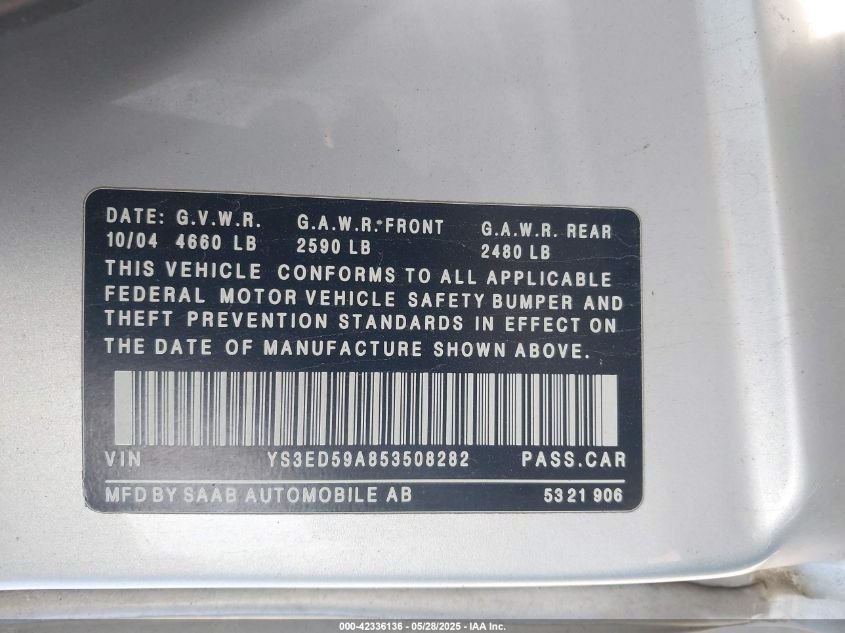 DATE: G.V.W.R. G.A.W.R. FRONT G.A.W.R. REAR
10/04 4660 LB 2590 LB 2480 LB
THIS VEHICLE CONFORMS TO ALL APPLICABLE
FEDERAL MOTOR VEHICLE SAFETY BUMPER AND
THEFT PREVENTION STANDARDS IN EFFECT ON
THE DATE OF MANUFACTURE SHOWN ABOVE.
VIN YS3ED59A853508282 PASS.CAR
MFD BY SAAB AUTOMOBILE AB 53 21 906
000-42336136 - 05/28/2025 - IAA Inc.